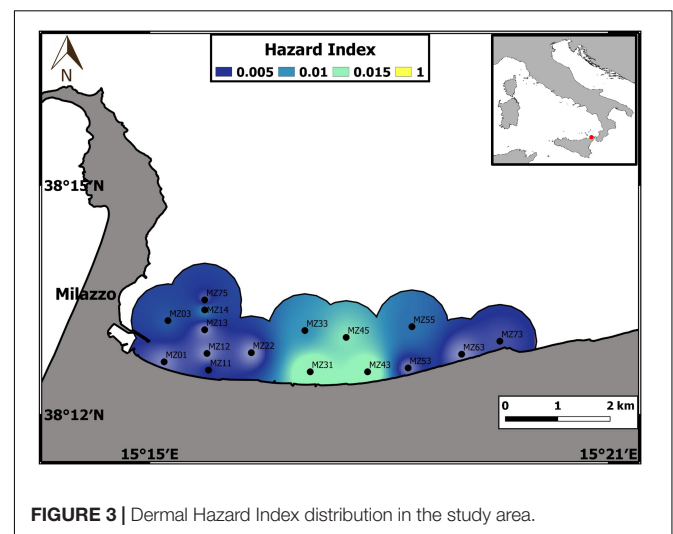 Hazard Index
0.005 0.01 0.015 1
N
38°15'N
Milazzo
MZ75
MZ03
MZ14
MZ13
MZ33
MZ45
MZ55
MZ73
MZ01
MZ12
MZ22
MZ63
MZ11
MZ31
MZ43
MZ53
0 1 2 km
38°12'N
15°15'E
15°21'E
FIGURE 3 | Dermal Hazard Index distribution in the study area.